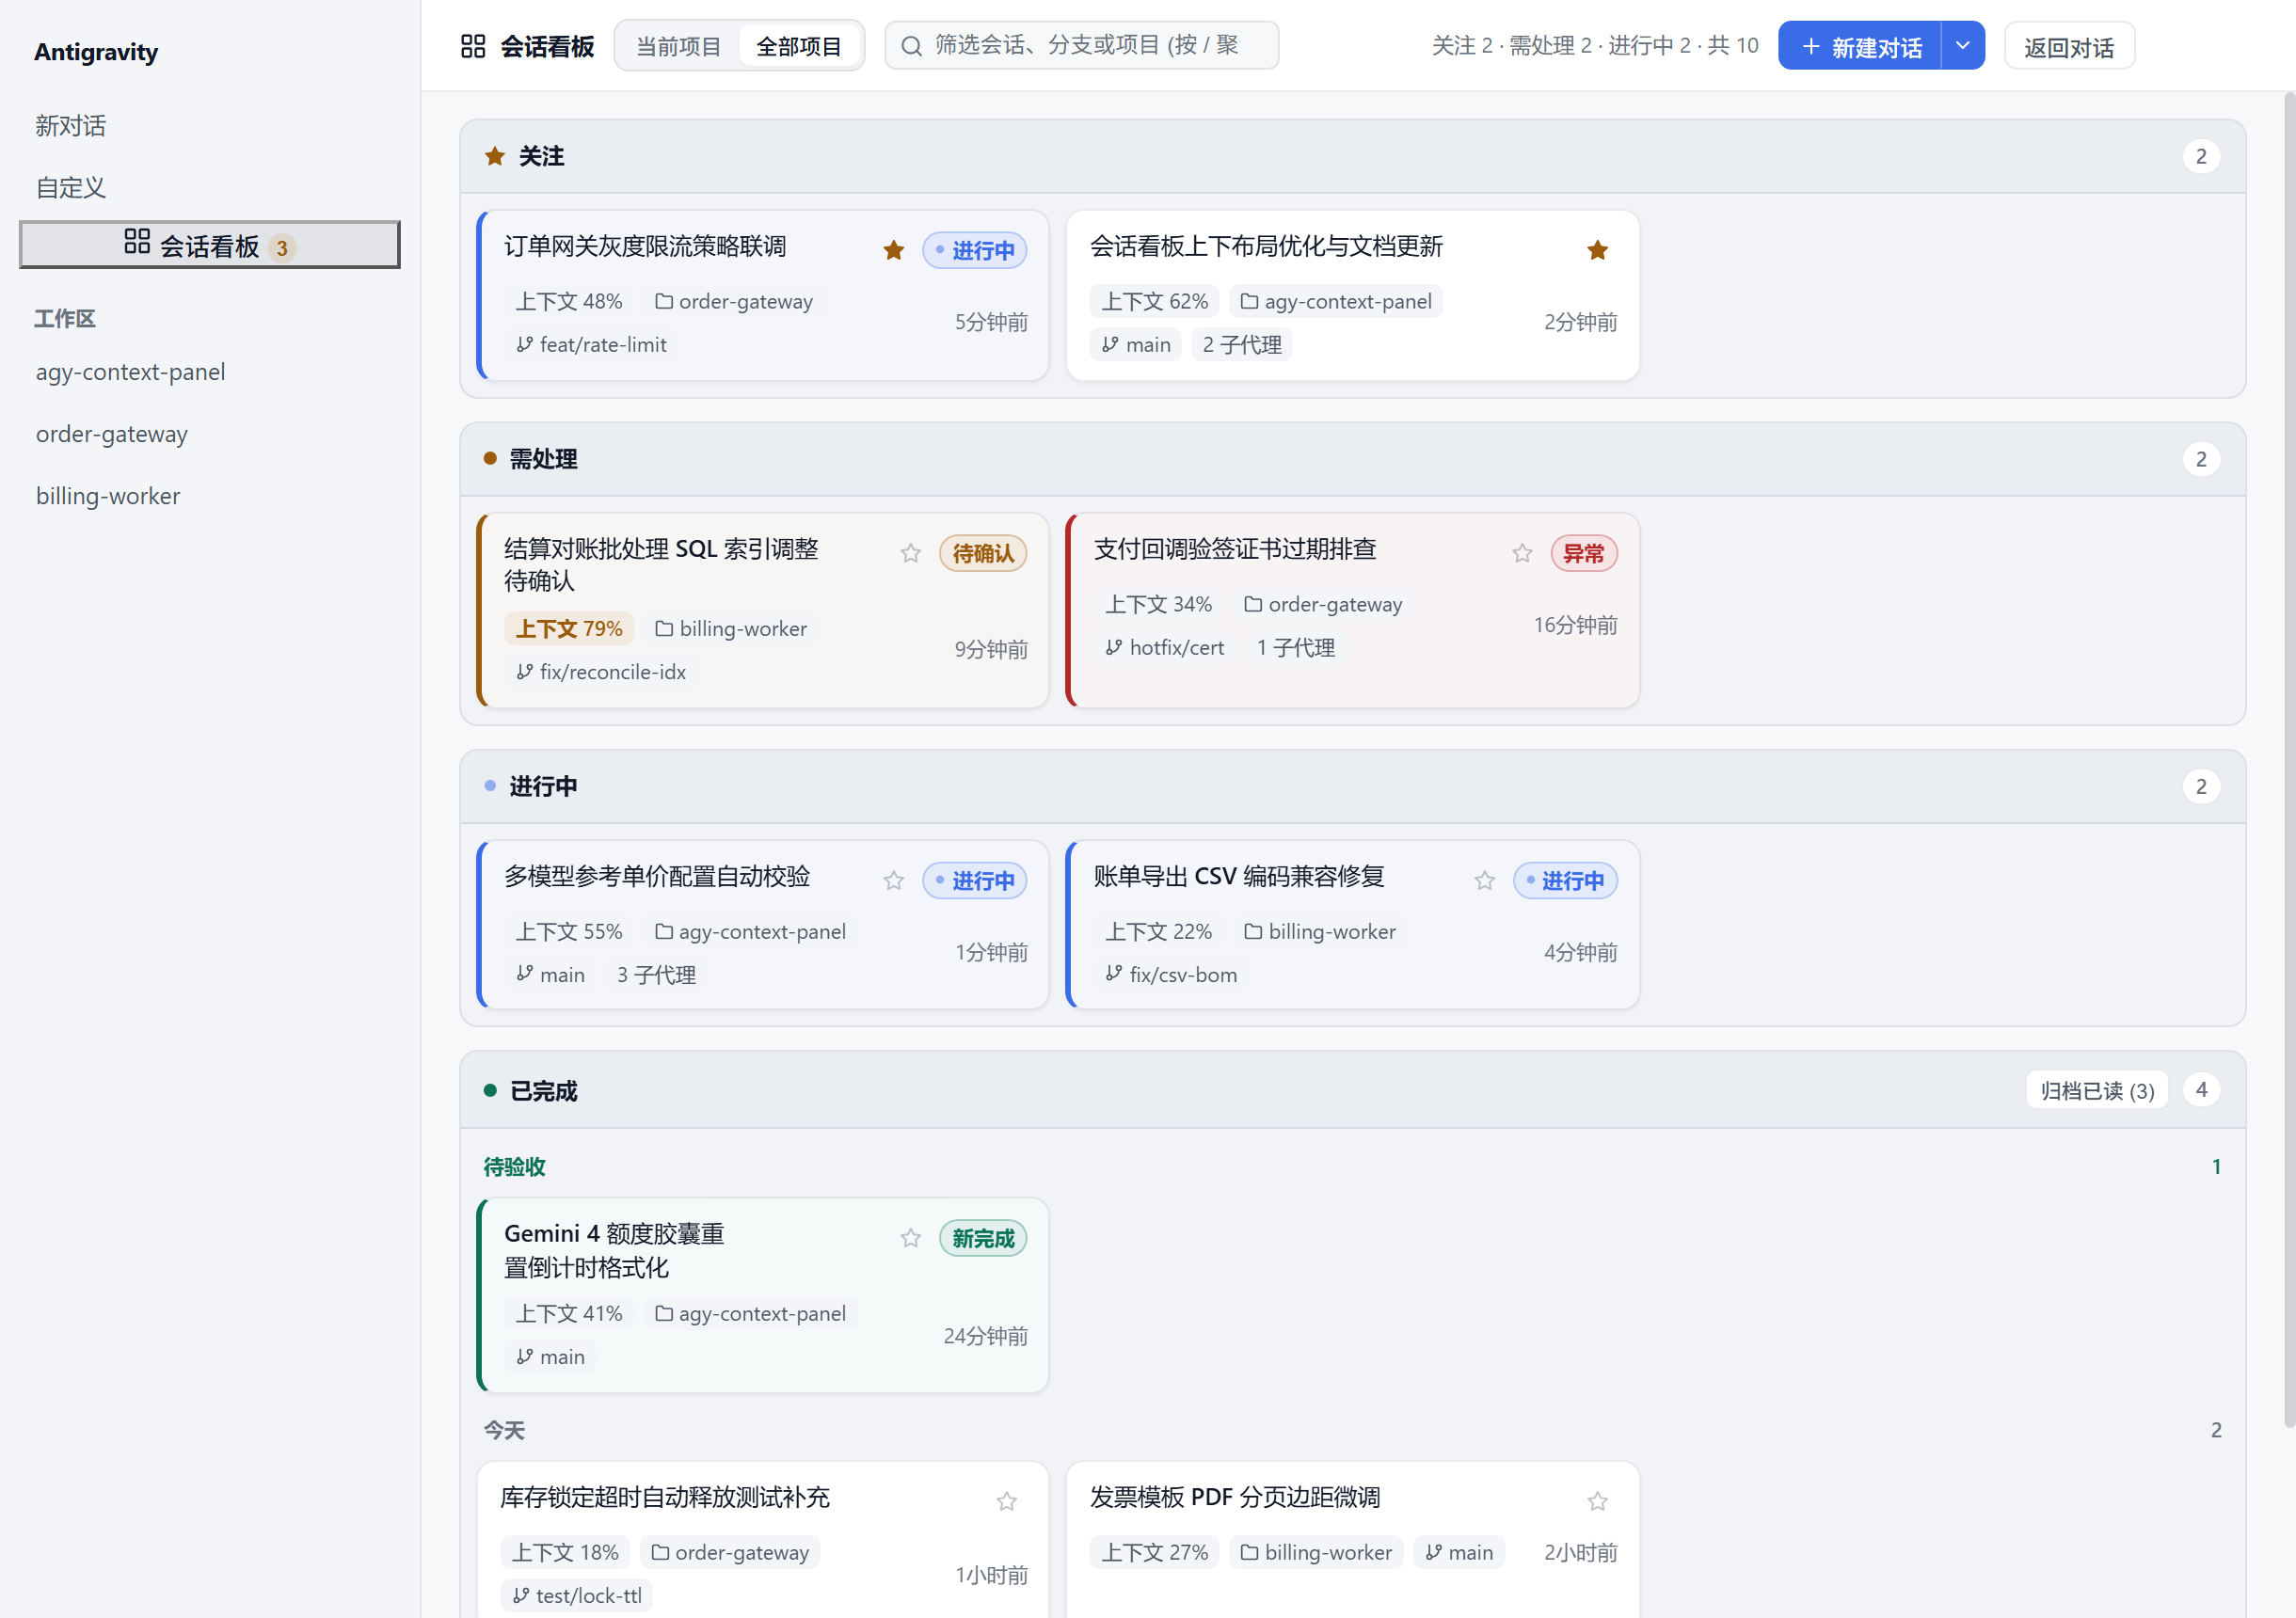 Antigravity
新对话
自定义
会话看板 3
工作区
agy-context-panel
order-gateway
billing-worker
会话看板
当前项目 全部项目
筛选会话、分支或项目 (按 / 聚
关注 2 · 需处理 2 · 进行中 2 · 共 10
新建对话
返回对话
关注 2
订单网关灰度限流策略联调 进行中
上下文 48% order-gateway
feat/rate-limit
5分钟前
会话看板上下布局优化与文档更新
上下文 62% agy-context-panel
main 2 子代理
2分钟前
需处理 2
结算对账批处理 SQL 索引调整
待确认
待确认
上下文 79% billing-worker
fix/reconcile-idx
9分钟前
支付回调验签证书过期排查 异常
上下文 34% order-gateway
hotfix/cert 1 子代理
16分钟前
进行中 2
多模型参考单价配置自动校验 进行中
上下文 55% agy-context-panel
main 3 子代理
1分钟前
账单导出 CSV 编码兼容修复 进行中
上下文 22% billing-worker
fix/csv-bom
4分钟前
已完成 归档已读 (3) 4
待验收 1
Gemini 4 额度胶囊重
置倒计时格式化
新完成
上下文 41% agy-context-panel
main
24分钟前
今天 2
库存锁定超时自动释放测试补充
上下文 18% order-gateway
test/lock-ttl
1小时前
发票模板 PDF 分页边距微调
上下文 27% billing-worker main 2小时前